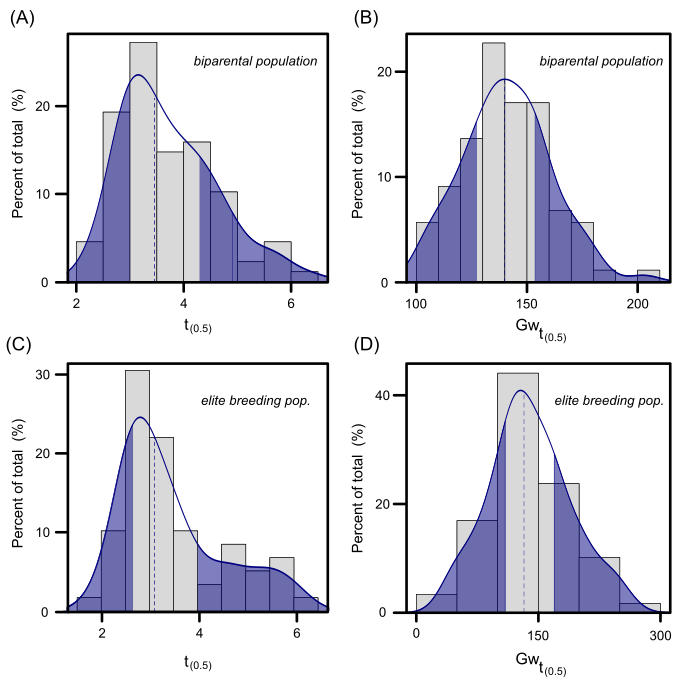 (A)
biparental population
Percent of total (%)
20
10
0
2 4 6
t(0.5)
(B)
biparental population
Percent of total (%)
20
10
0
100 150 200
Gwt(0.5)
(C)
elite breeding pop.
Percent of total (%)
30
20
10
0
2 4 6
t(0.5)
(D)
elite breeding pop.
Percent of total (%)
40
20
0
0 150 300
Gwt(0.5)